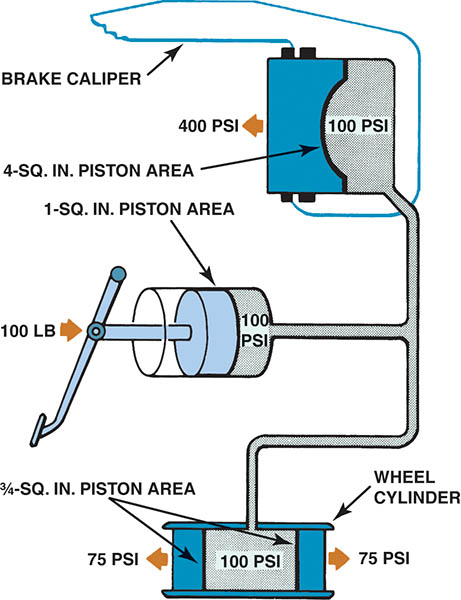 BRAKE CALIPER
400 PSI
100 PSI
4-SQ. IN. PISTON AREA
1-SQ. IN. PISTON AREA
100 LB
100
PSI
¾-SQ. IN. PISTON AREA
WHEEL
CYLINDER
75 PSI
100 PSI
75 PSI